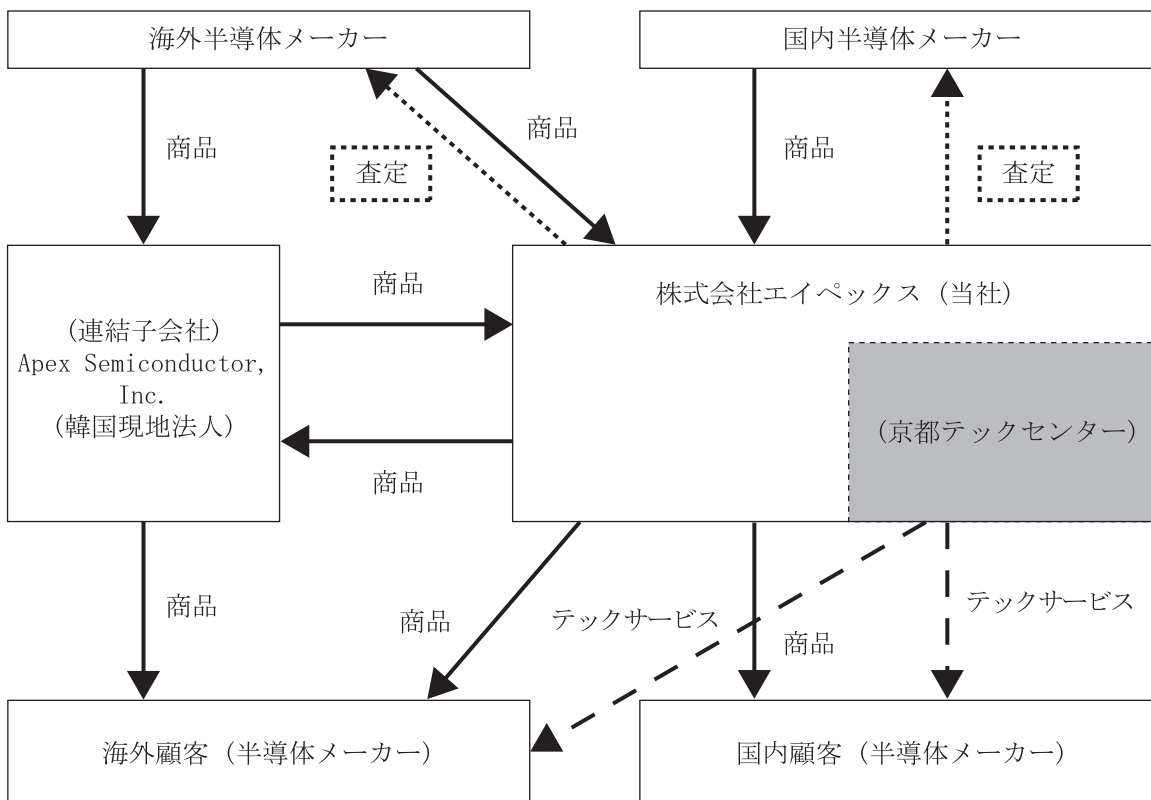 海外半導体メーカー
国内半導体メーカー
商品
査定
商品
商品
査定
(連結子会社)
Apex Semiconductor,
Inc.
(韓国現地法人)
商品
商品
株式会社エイペックス（当社）
（京都テックセンター）
商品
商品
テックサービス
商品
テックサービス
海外顧客（半導体メーカー）
国内顧客（半導体メーカー）